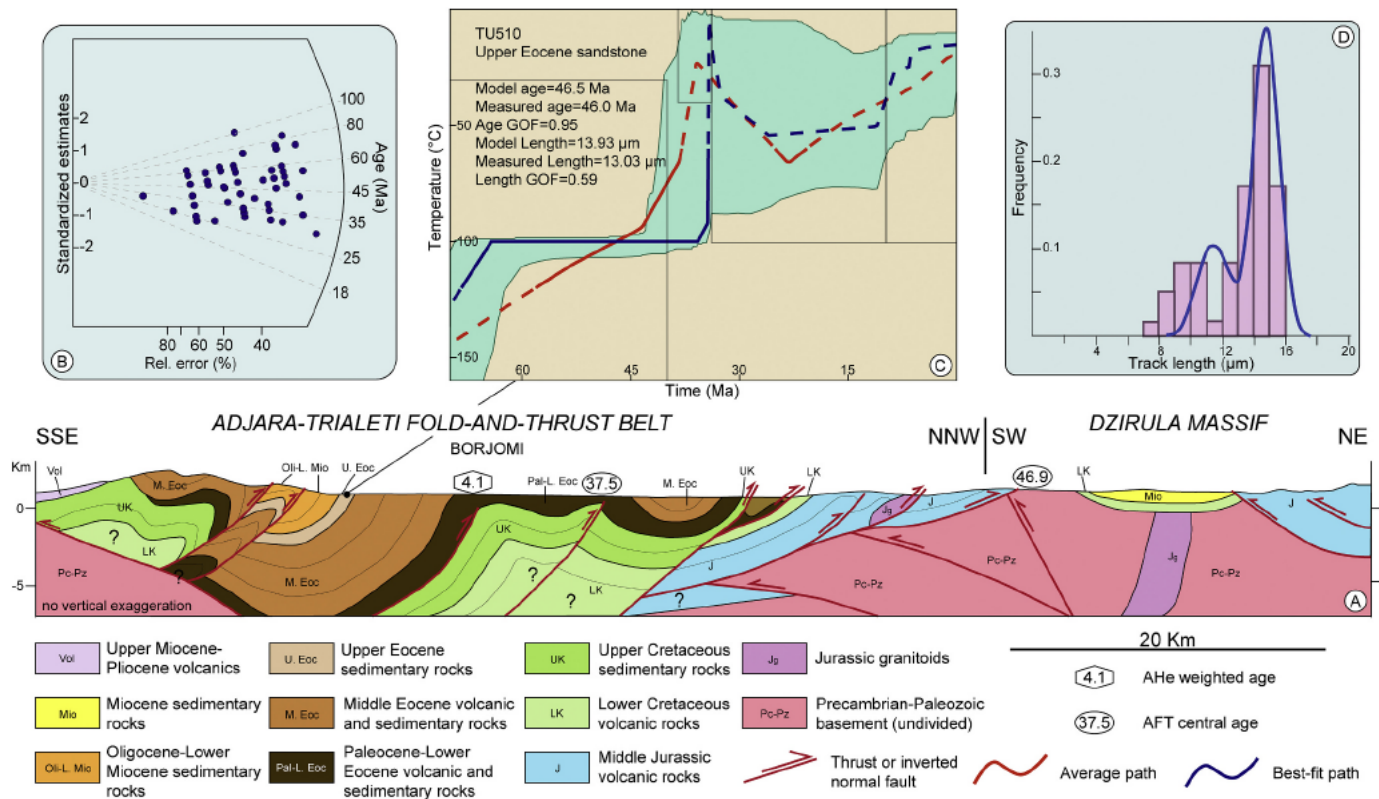 Standardized estimates
2
1
0
-1
-2
100
80
60
45
35
25
18
Age (Ma)
80 70 60 50 40
Rel. error (%)
B
TU510
Upper Eocene sandstone
Model age=46.5 Ma
Measured age=46.0 Ma
Age GOF=0.95
Model Length=13.93 µm
Measured Length=13.03 µm
Length GOF=0.59
Temperature (°C)
50
100
150
60 45 30 15
Time (Ma)
C
D
Frequency
0.3
0.2
0.1
4 8 12 16 20
Track length (µm)
ADJARA-TRIALETI FOLD-AND-THRUST BELT
DZIRULA MASSIF
SSE
BORJOMI
NNW
SW
NE
Km
0
-5
Vol
M. Eoc
Oli-L. Mio
U. Eoc
4.1
Pal-L. Eoc
37.5
M. Eoc
UK
LK
46.9
LK
Mio
J
UK
?
LK
?
Pc-Pz
M. Eoc
UK
?
LK
?
J
?
Jg
J
Pc-Pz
Pc-Pz
Jg
Pc-Pz
J
no vertical exaggeration
A
Vol
Upper Miocene-
Pliocene volcanics
Mio
Miocene sedimentary
rocks
Oli-L. Mio
Oligocene-Lower
Miocene sedimentary
rocks
U. Eoc
Upper Eocene
sedimentary rocks
M. Eoc
Middle Eocene volcanic
and sedimentary rocks
Pal-L. Eoc
Paleocene-Lower
Eocene volcanic and
sedimentary rocks
UK
Upper Cretaceous
sedimentary rocks
LK
Lower Cretaceous
volcanic rocks
J
Middle Jurassic
volcanic rocks
Jg
Jurassic granitoids
Pc-Pz
Precambrian-Paleozoic
basement (undivided)
Thrust or inverted
normal fault
20 Km
4.1
AHe weighted age
37.5
AFT central age
Average path
Best-fit path